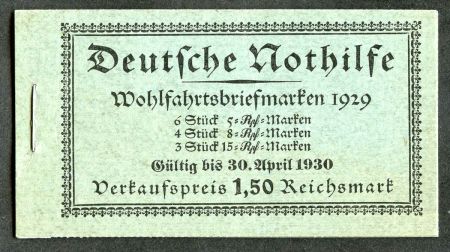 Deutsche Nothilfe
Wohlfahrtsbriefmarken 1929
6 Stück 5=Rpf=Marken
4 Stück 8=Rpf=Marken
3 Stück 15=Rpf=Marken
Gültig bis 30. April 1930
Verkaufspreis 1,50 Reichsmark